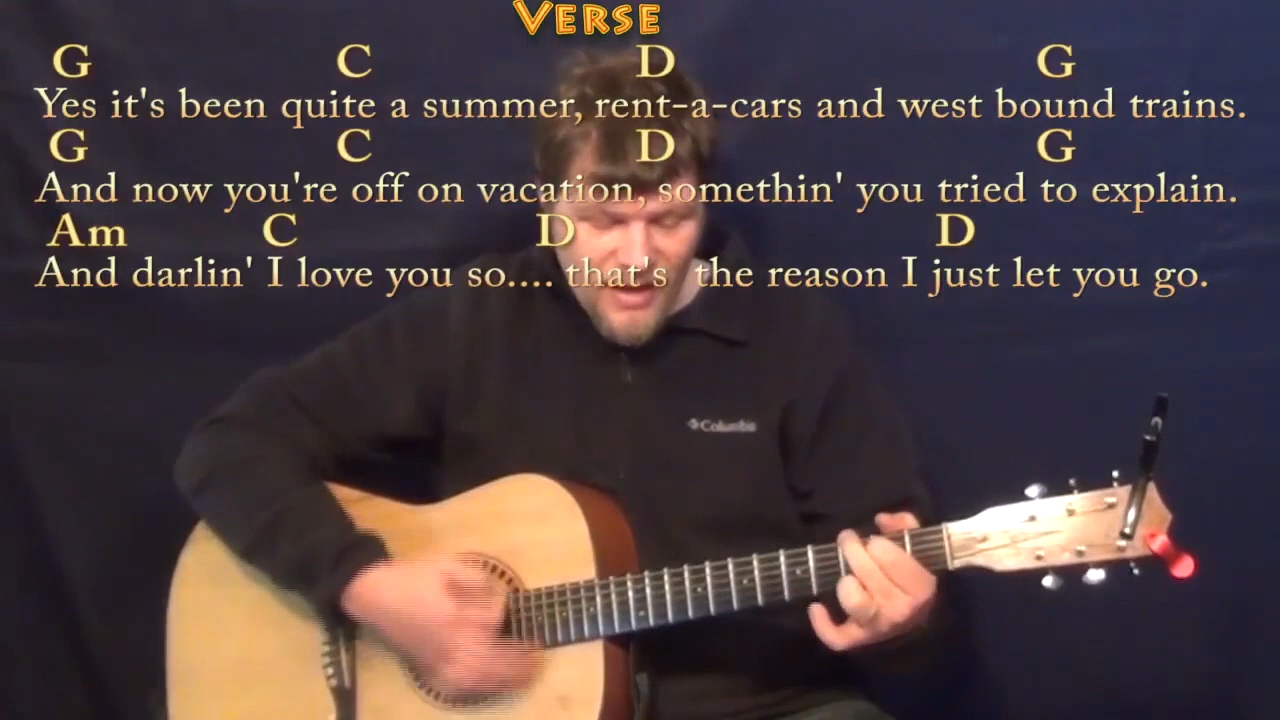 VERSE
G C D G
Yes it's been quite a summer, rent-a-cars and west bound trains.
G C D G
And now you're off on vacation, somethin' you tried to explain.
Am C D D
And darlin' I love you so.... that's the reason I just let you go.
Columbia